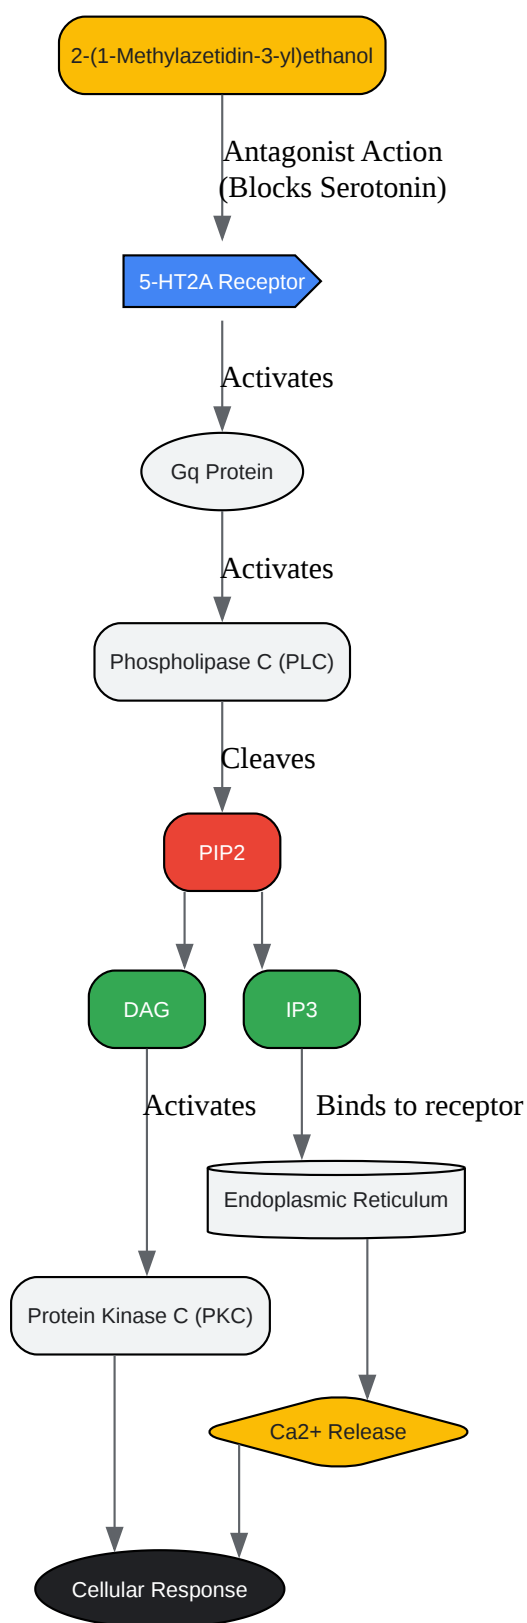 2-(1-Methylazetidin-3-yl)ethanol
Antagonist Action
(Blocks Serotonin)
5-HT2A Receptor
Activates
Gq Protein
Activates
Phospholipase C (PLC)
Cleaves
PIP2
DAG
IP3
Activates
Binds to receptor
Endoplasmic Reticulum
Protein Kinase C (PKC)
Ca2+ Release
Cellular Response